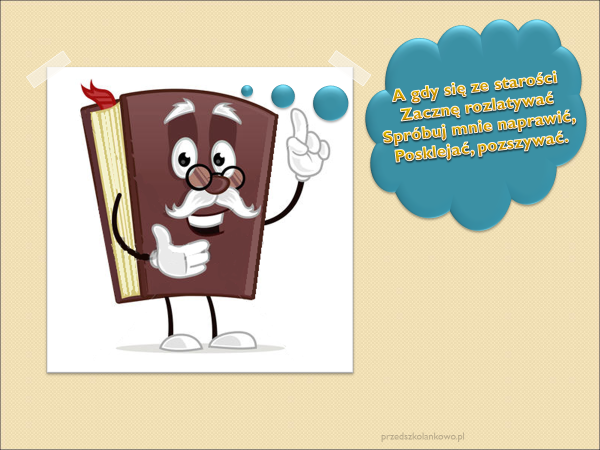 A gdy się ze starości
Zacznę rozlatywać
Spróbuj mnie naprawić,
Posklejać, pozszywać.
przedszkolankowo.pl